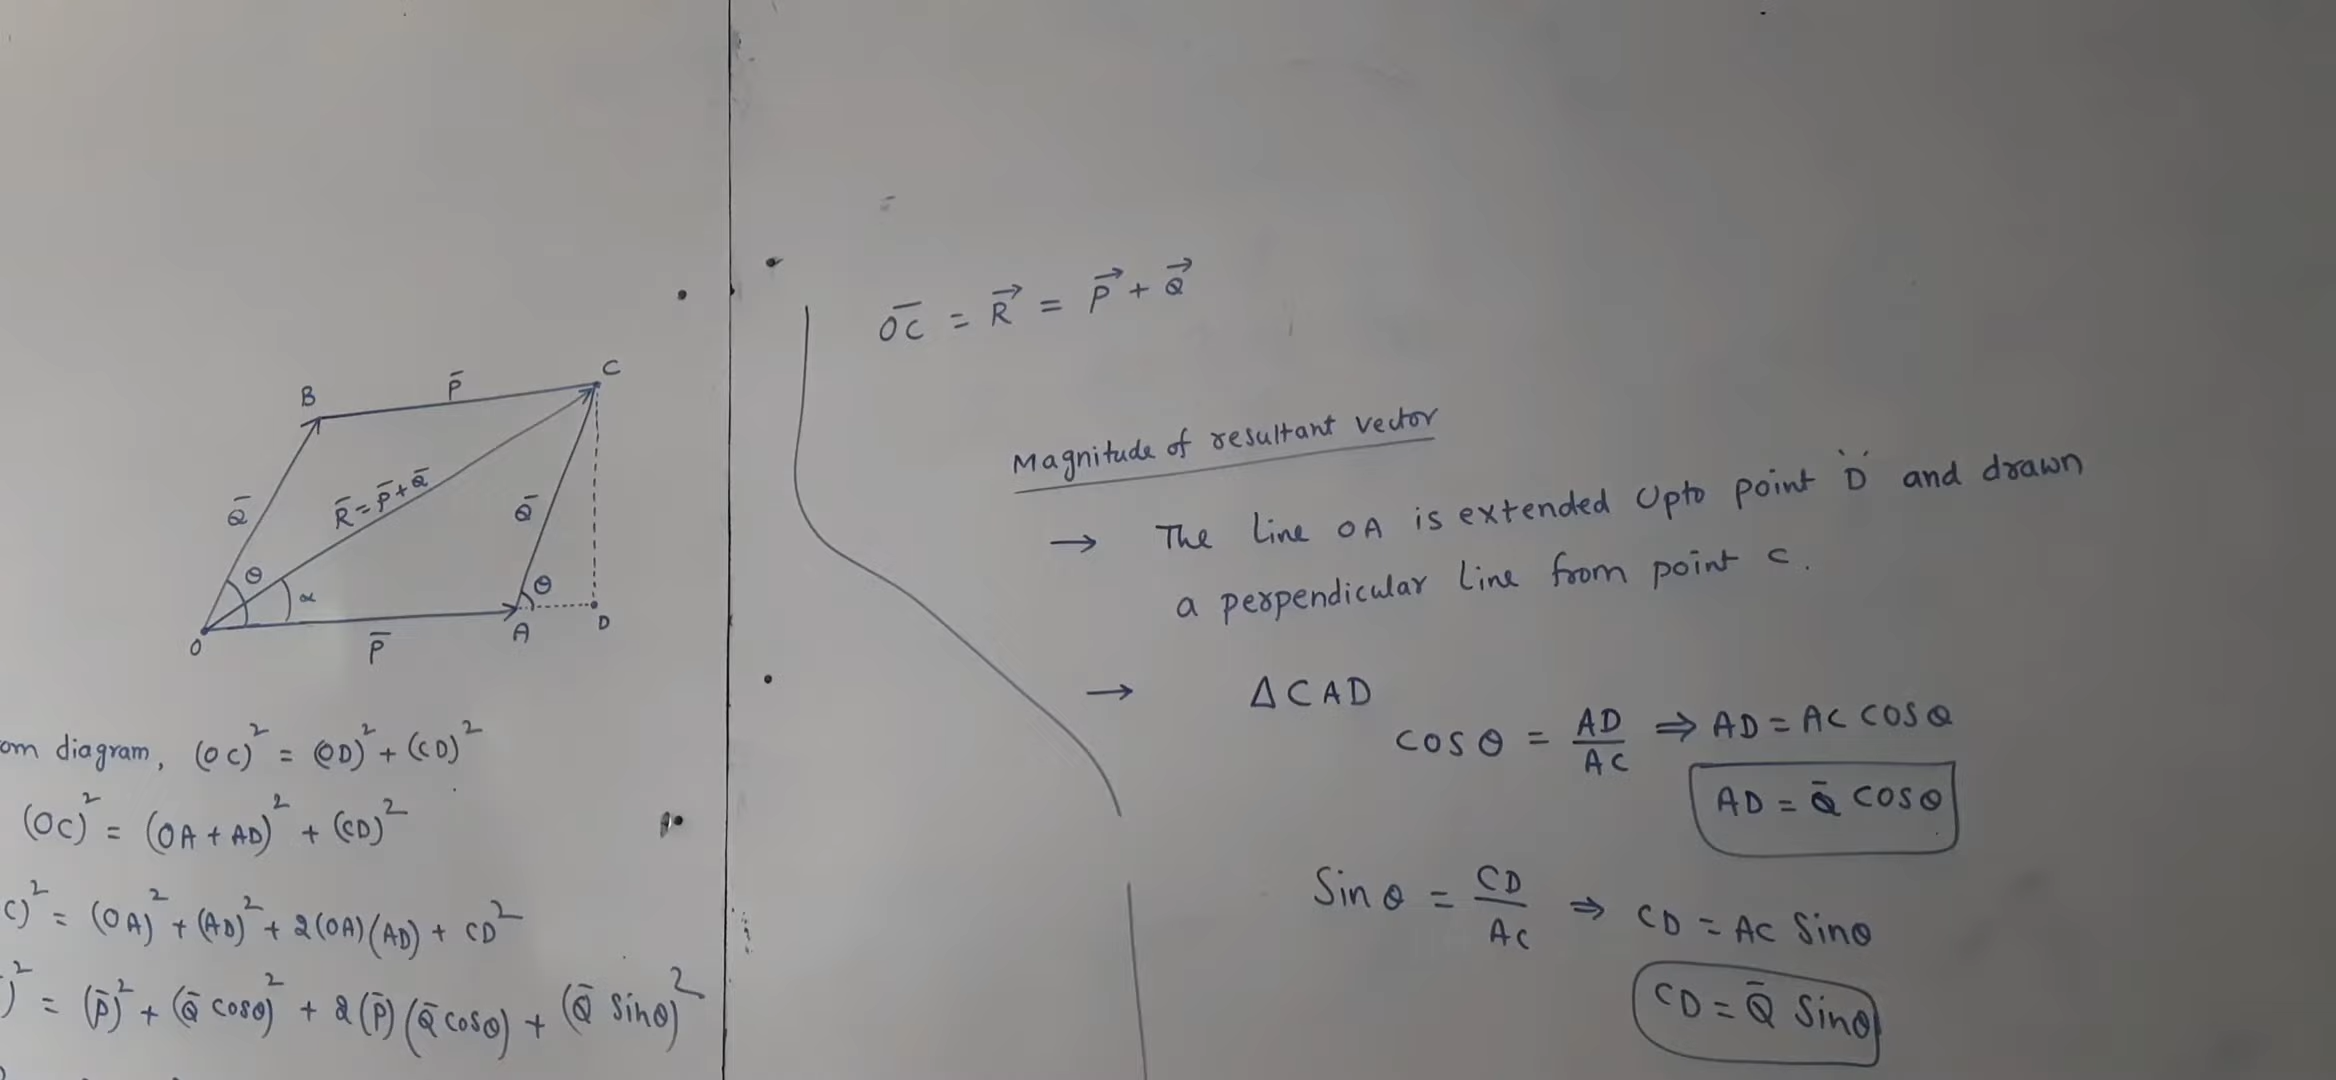 B
P̄
C
Q̄
R̄ = P̄ + Q̄
Q̄
θ
α
θ
O
P̄
A
D
om diagram, (OC)² = (OD)² + (CD)²
(OC)² = (OA + AD)² + (CD)²
C)² = (OA)² + (AD)² + 2(OA)(AD) + CD²
)² = (P̄)² + (Q̄ cosθ)² + 2(P̄)(Q̄ cosθ) + (Q̄ Sinθ)²
O̅C̅ = R⃗ = P⃗ + Q⃗
Magnitude of resultant vector
→ The Line OA is extended Upto point 'D' and drawn
a perpendicular Line from point C.
→ Δ CAD
COS θ = AD/AC ⇒ AD = AC COS θ
AD = Q̄ COS θ
Sin θ = CD/AC ⇒ CD = AC Sinθ
CD = Q̄ Sinθ